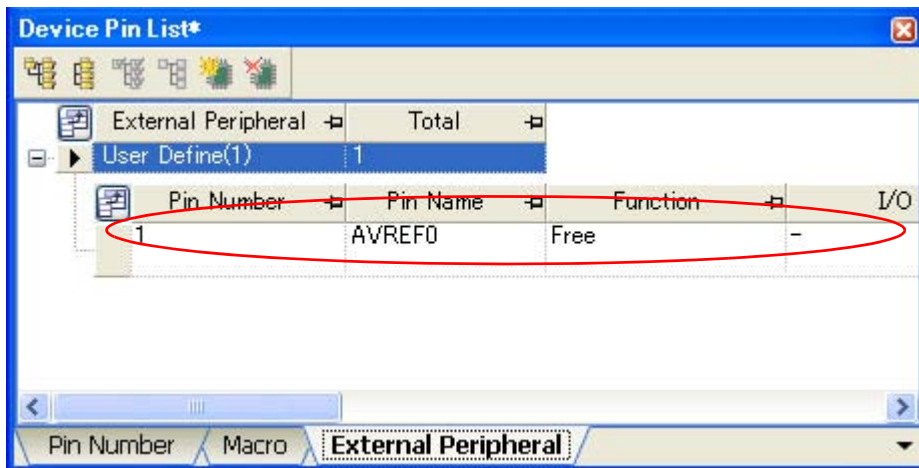 Device Pin List*
External Peripheral Total
User Define(1) 1
Pin Number Pin Name Function I/O
1 AVREF0 Free -
Pin Number Macro External Peripheral